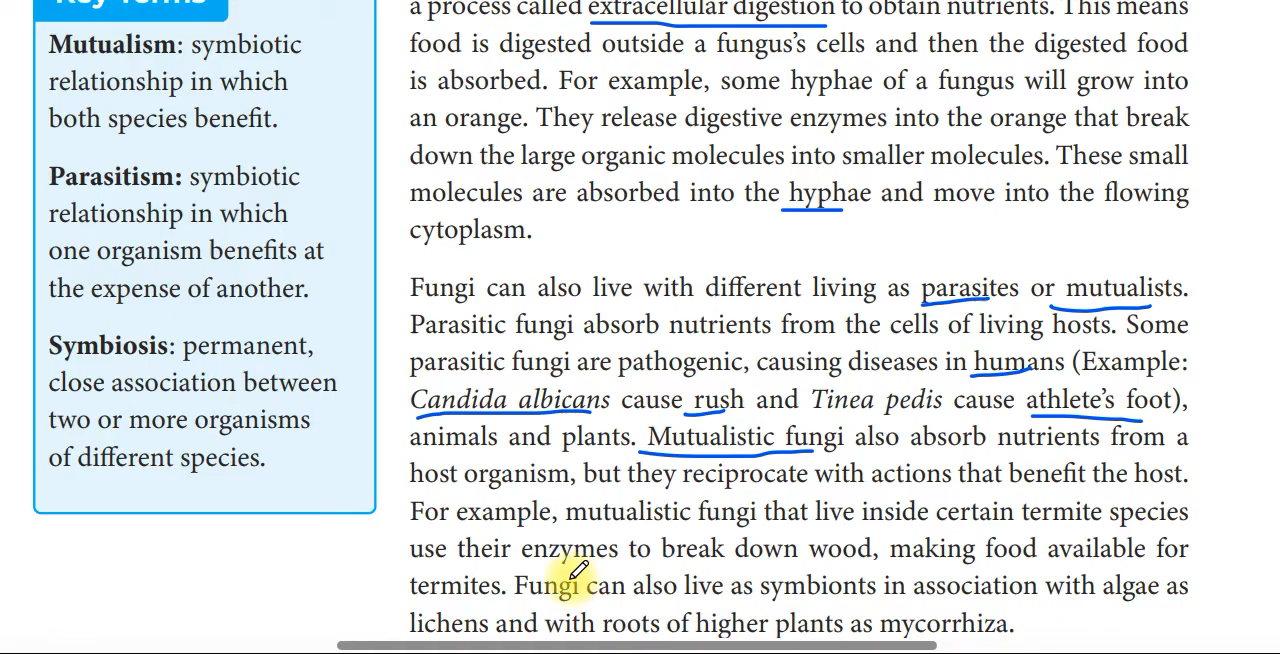 Mutualism: symbiotic
relationship in which
both species benefit.
Parasitism: symbiotic
relationship in which
one organism benefits at
the expense of another.
Symbiosis: permanent,
close association between
two or more organisms
of different species.
a process called extracellular digestion to obtain nutrients. This means
food is digested outside a fungus’s cells and then the digested food
is absorbed. For example, some hyphae of a fungus will grow into
an orange. They release digestive enzymes into the orange that break
down the large organic molecules into smaller molecules. These small
molecules are absorbed into the hyphae and move into the flowing
cytoplasm.
Fungi can also live with different living as parasites or mutualists.
Parasitic fungi absorb nutrients from the cells of living hosts. Some
parasitic fungi are pathogenic, causing diseases in humans (Example:
Candida albicans cause rush and Tinea pedis cause athlete’s foot),
animals and plants. Mutualistic fungi also absorb nutrients from a
host organism, but they reciprocate with actions that benefit the host.
For example, mutualistic fungi that live inside certain termite species
use their enzymes to break down wood, making food available for
termites. Fungi can also live as symbionts in association with algae as
lichens and with roots of higher plants as mycorrhiza.